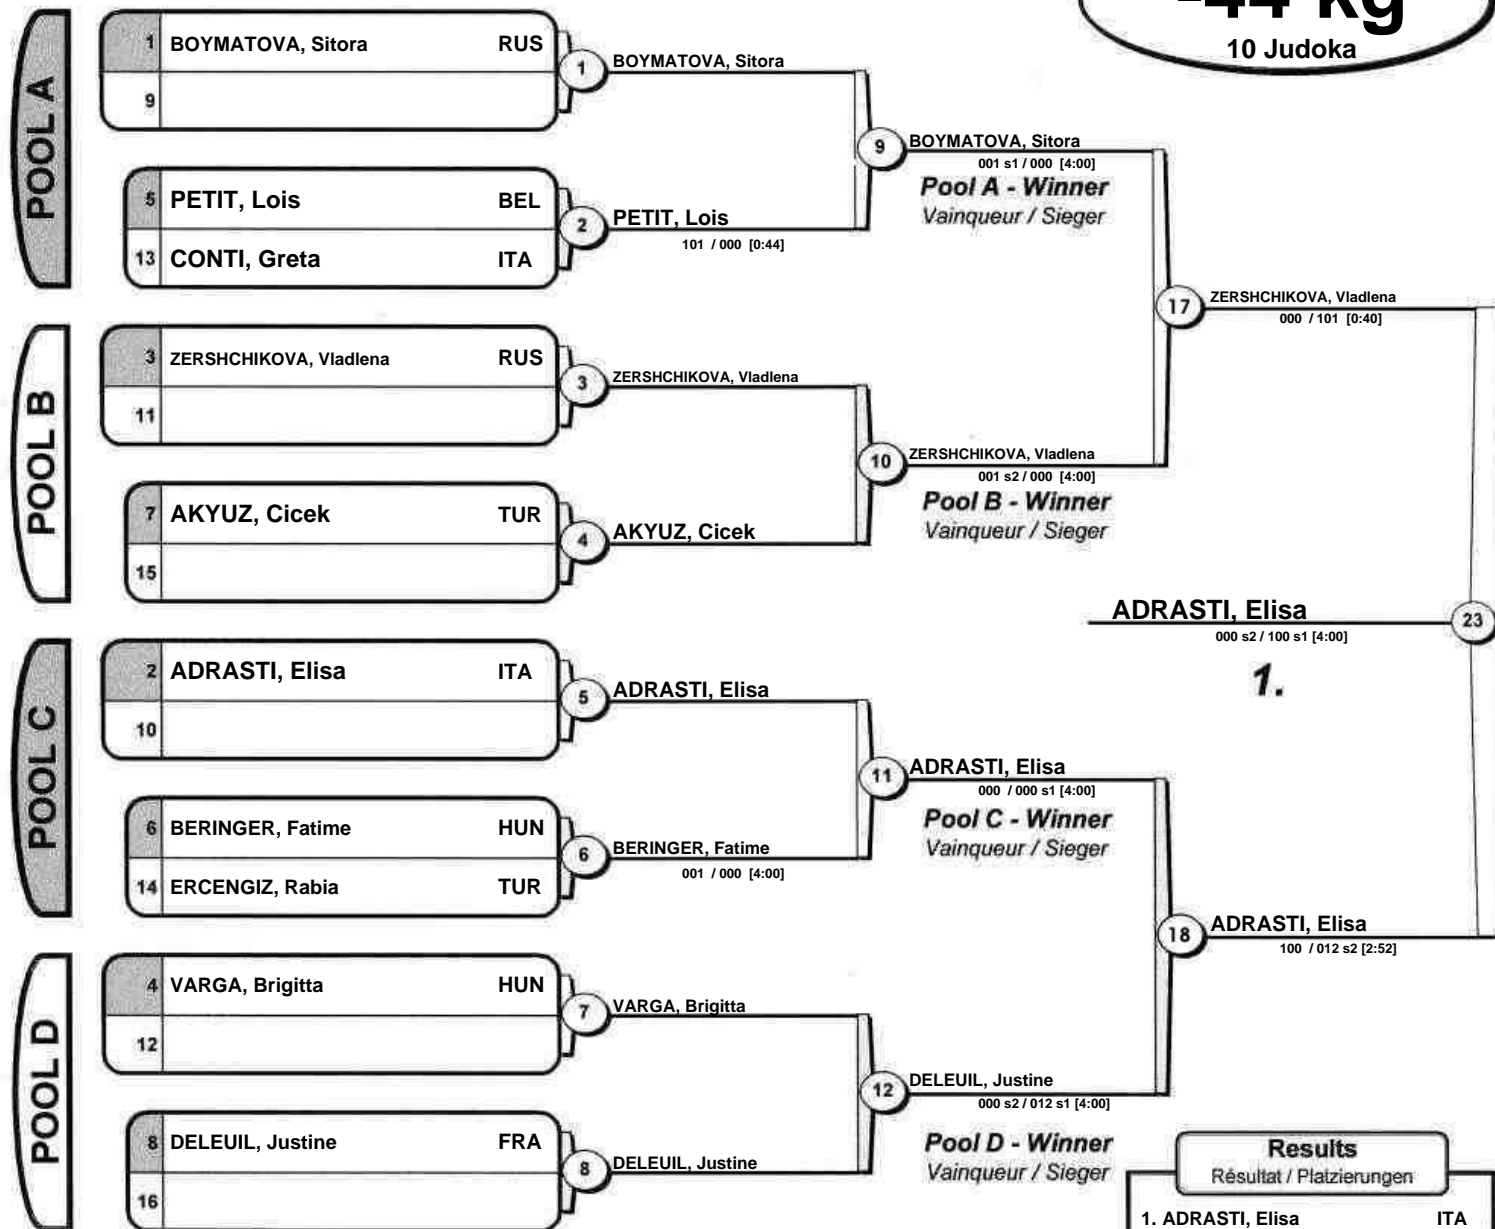 -44 kg
10 Judoka
POOL A
1 BOYMATOVA, Sitora RUS
9
1
BOYMATOVA, Sitora
5 PETIT, Lois BEL
13 CONTI, Greta ITA
2
PETIT, Lois
101 / 000 [0:44]
9
BOYMATOVA, Sitora
001 s1 / 000 [4:00]
Pool A - Winner
Vainqueur / Sieger
POOL B
3 ZERSHCHIKOVA, Vladlena RUS
11
3
ZERSHCHIKOVA, Vladlena
7 AKYUZ, Cicek TUR
15
4
AKYUZ, Cicek
10
ZERSHCHIKOVA, Vladlena
001 s2 / 000 [4:00]
Pool B - Winner
Vainqueur / Sieger
17
ZERSHCHIKOVA, Vladlena
000 / 101 [0:40]
ADRASTI, Elisa
000 s2 / 100 s1 [4:00]
1.
23
POOL C
2 ADRASTI, Elisa ITA
10
5
ADRASTI, Elisa
6 BERINGER, Fatime HUN
14 ERCENGIZ, Rabia TUR
6
BERINGER, Fatime
001 / 000 [4:00]
11
ADRASTI, Elisa
000 / 000 s1 [4:00]
Pool C - Winner
Vainqueur / Sieger
18
ADRASTI, Elisa
100 / 012 s2 [2:52]
POOL D
4 VARGA, Brigitta HUN
12
7
VARGA, Brigitta
8 DELEUIL, Justine FRA
16
8
DELEUIL, Justine
12
DELEUIL, Justine
000 s2 / 012 s1 [4:00]
Pool D - Winner
Vainqueur / Sieger
Results
Résultat / Platzierungen
1. ADRASTI, Elisa ITA